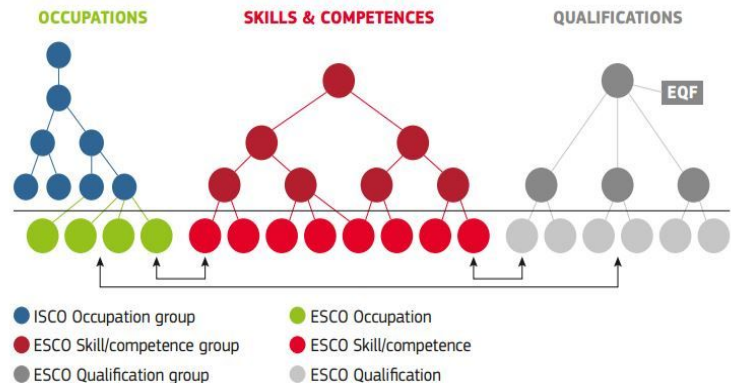 OCCUPATIONS
SKILLS & COMPETENCES
QUALIFICATIONS
EQF
ISCO Occupation group
ESCO Occupation
ESCO Skill/competence group
ESCO Skill/competence
ESCO Qualification group
ESCO Qualification